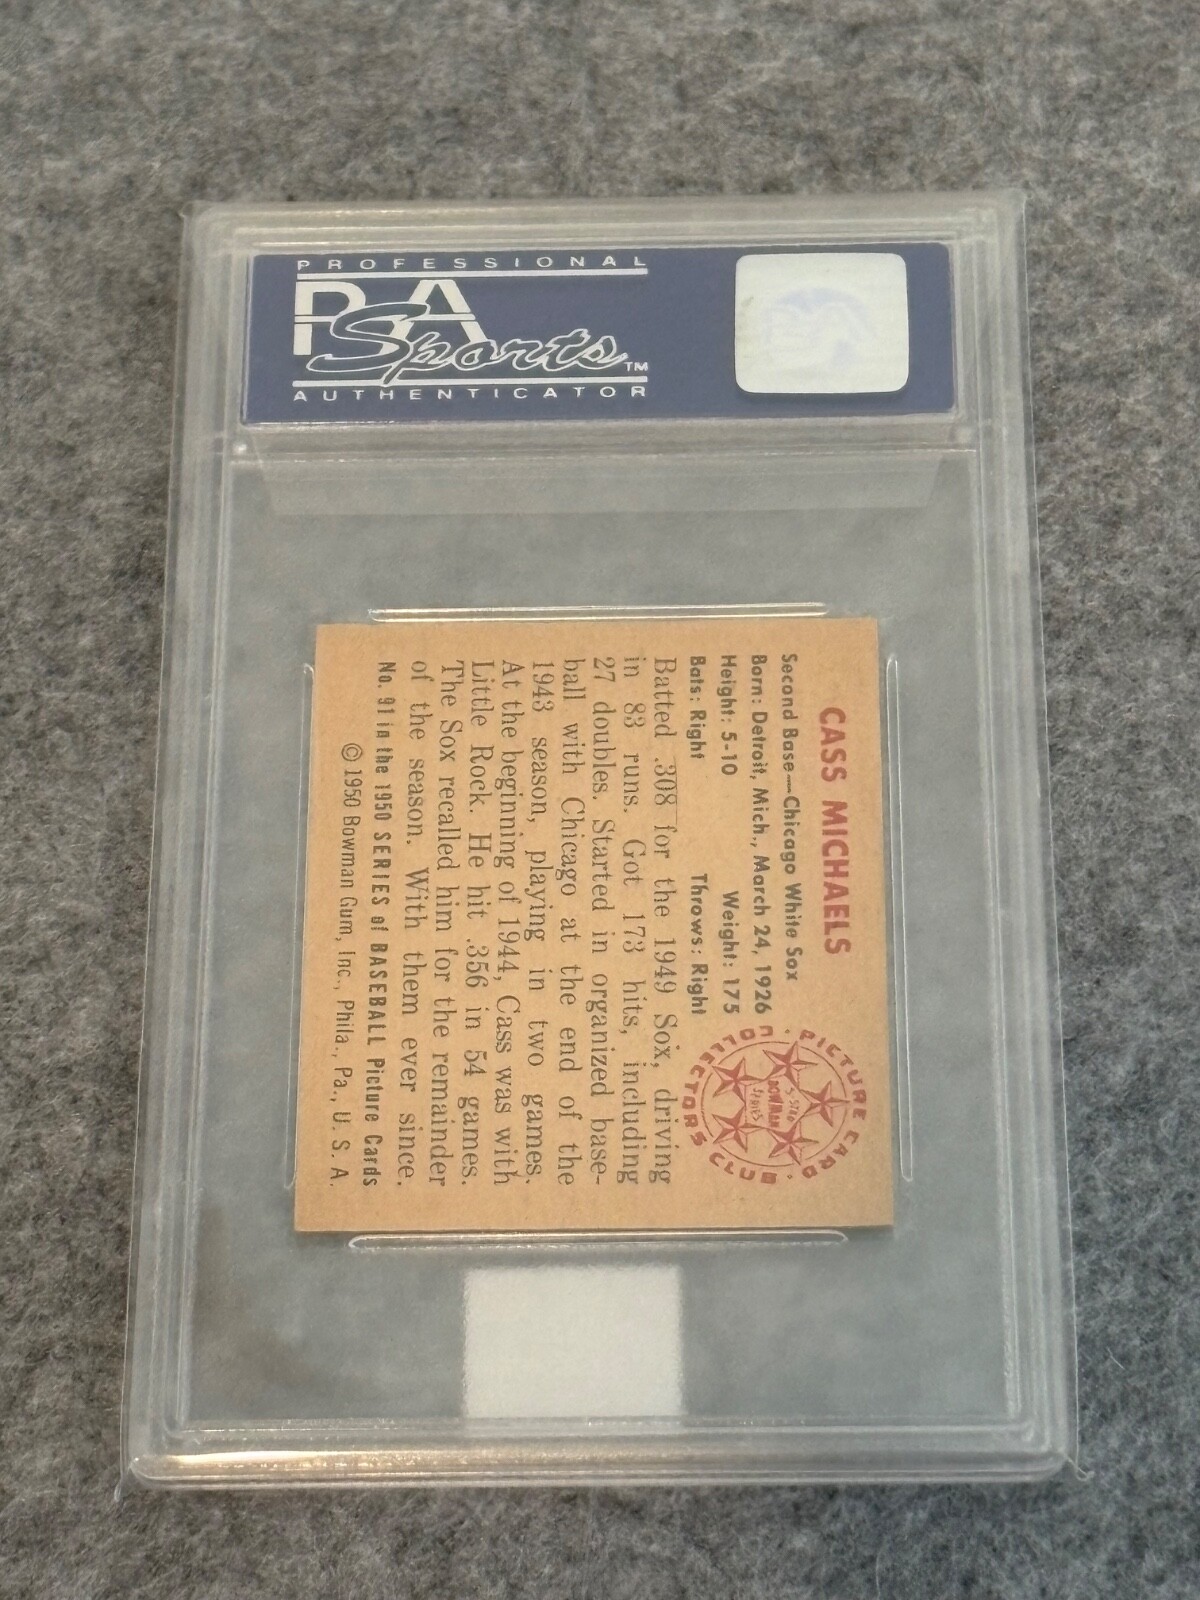 PROFESSIONAL
PSA
Sports™
AUTHENTICATOR
CASS MICHAELS
Second Base—Chicago White Sox
Born: Detroit, Mich., March 24, 1926
Height: 5-10 Weight: 175
Bats: Right Throws: Right
Batted .308 for the 1949 Sox, driving
in 83 runs. Got 173 hits, including
27 doubles. Started in organized base-
ball with Chicago at the end of the
1943 season, playing in two games.
At the beginning of 1944, Cass was with
Little Rock. He hit .356 in 54 games.
The Sox recalled him for the remainder
of the season. With them ever since.
No. 91 in the 1950 SERIES of BASEBALL Picture Cards
© 1950 Bowman Gum, Inc., Phila., Pa., U. S. A.
· PICTURE CARD · COLLECTORS CLUB
5-STAR
BOWMAN
SERIES